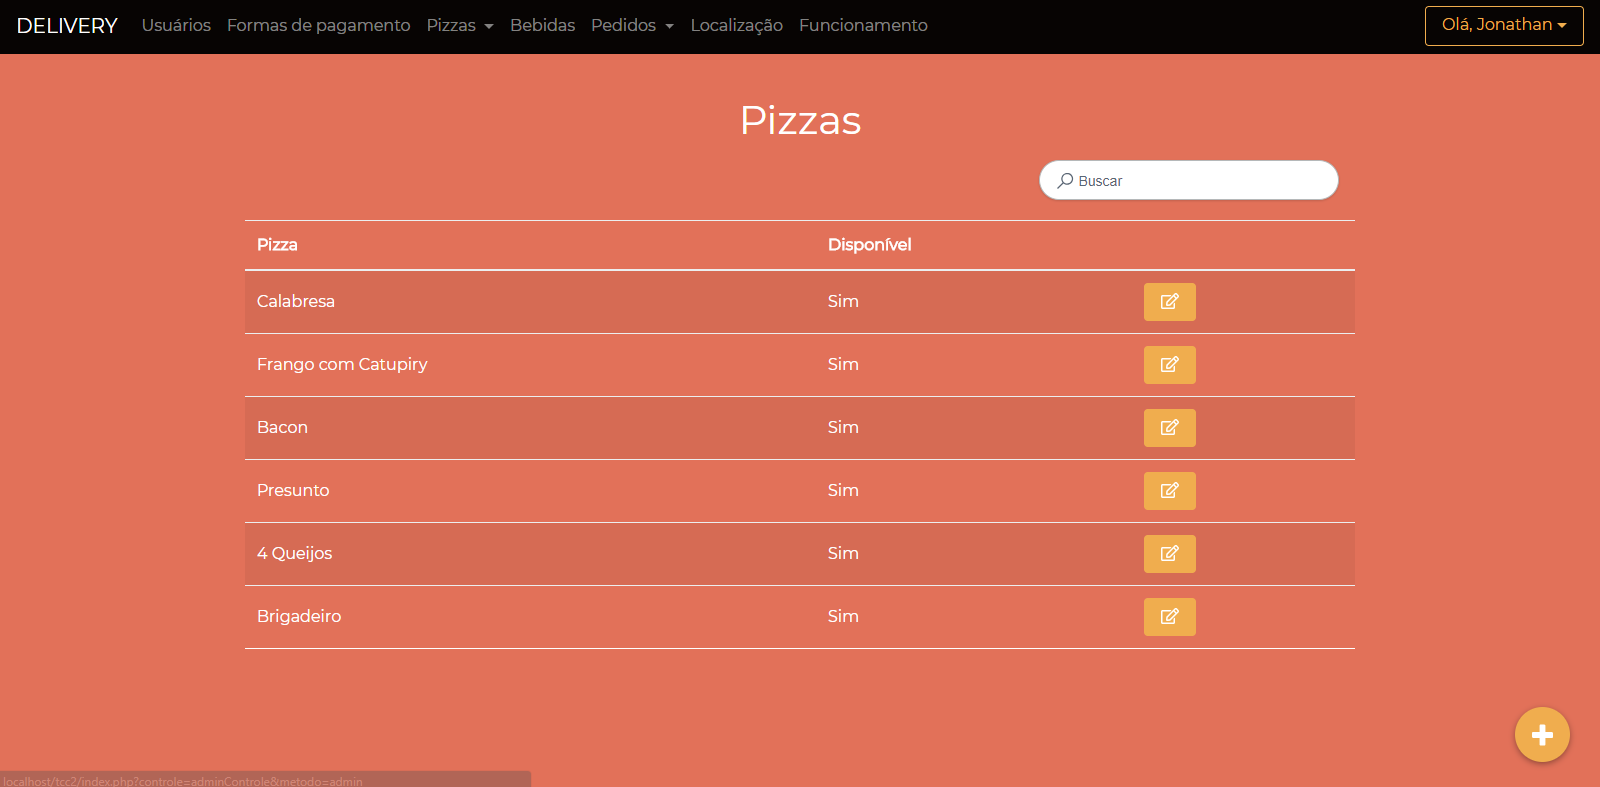 DELIVERY Usuários Formas de pagamento Pizzas Bebidas Pedidos Localização Funcionamento Olá, Jonathan
Pizzas
Buscar
Pizza Disponível
Calabresa Sim
Frango com Catupiry Sim
Bacon Sim
Presunto Sim
4 Queijos Sim
Brigadeiro Sim
localhost/tcc2/index.php?controle=adminControle&metodo=admin